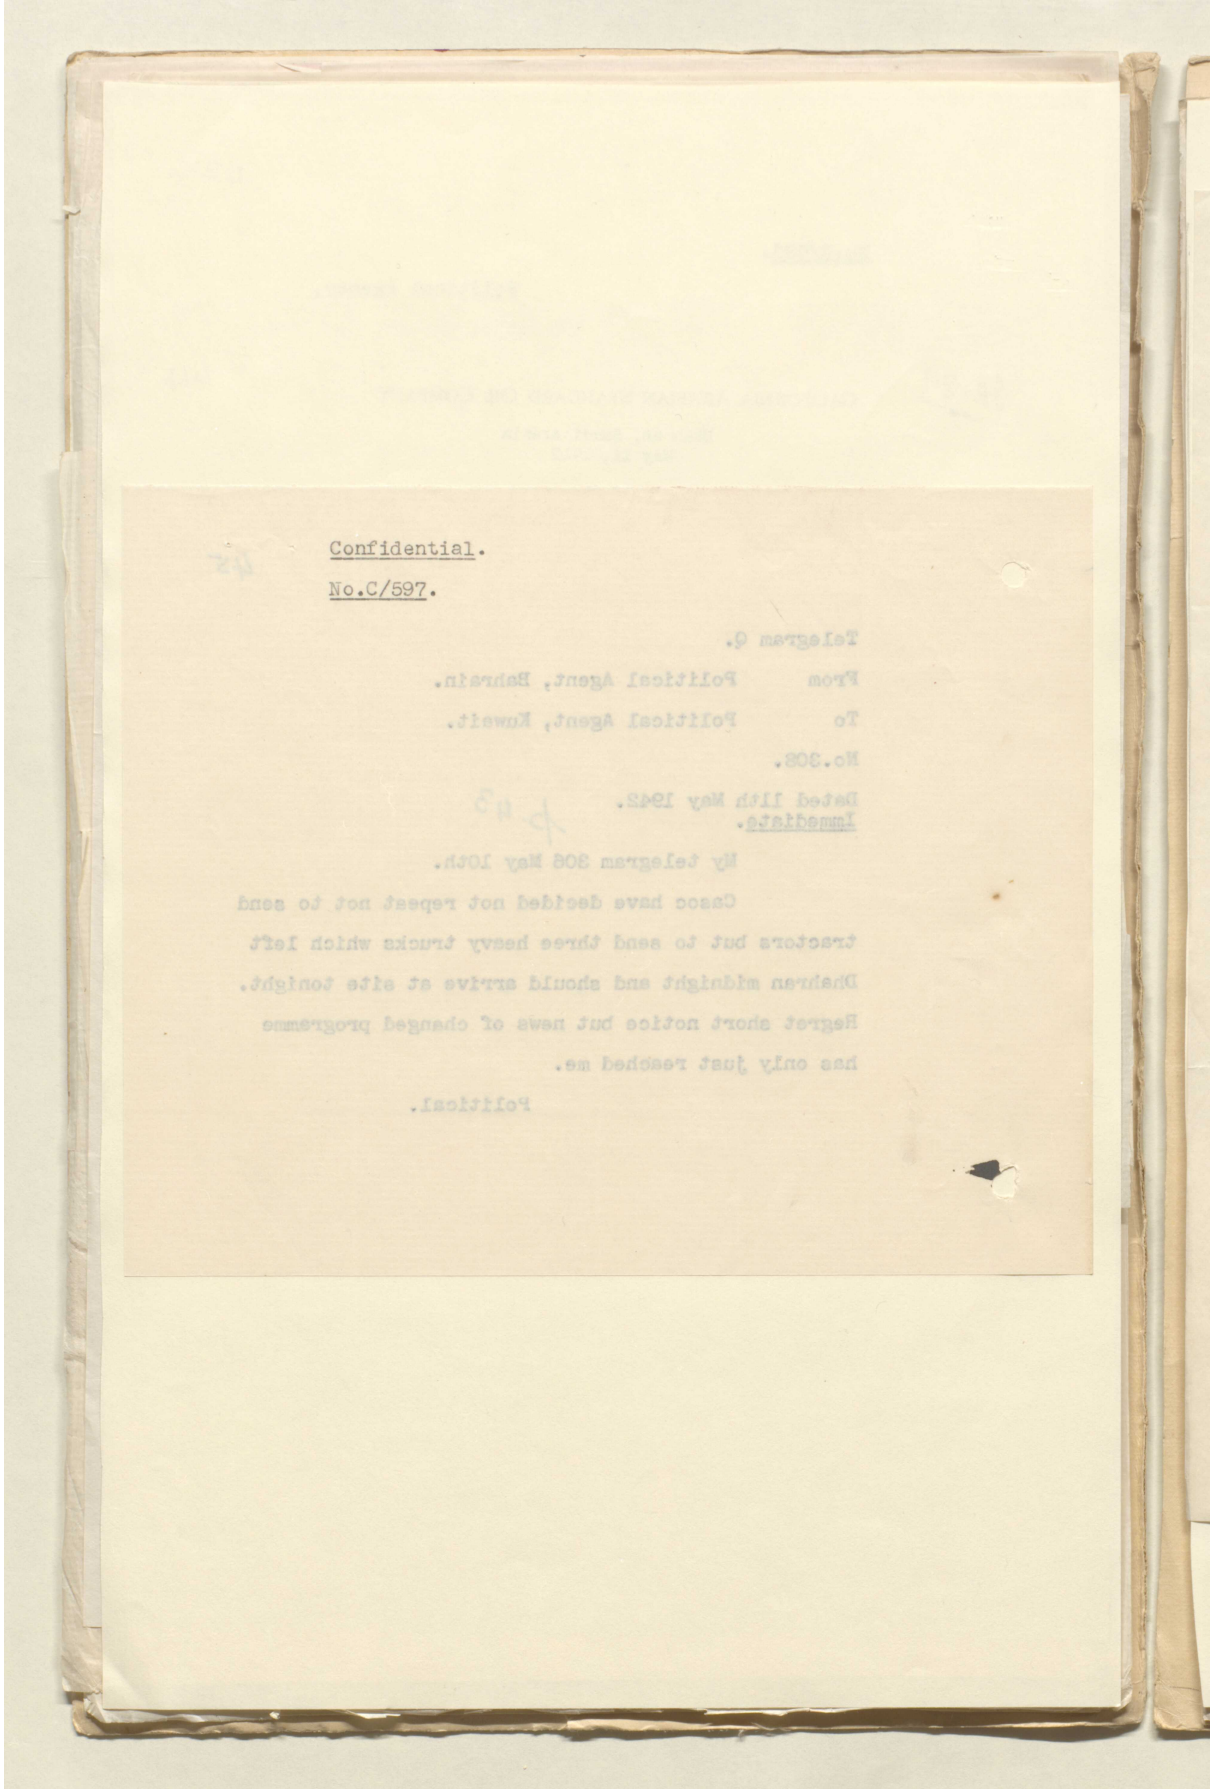 Confidential.
No.C/597.
45
Telegram Q.
From Political Agent, Bahrain.
To Political Agent, Kuwait.
No.308.
Dated 11th May 1942.
p 43
Immediate.
My telegram 306 May 10th.
Casoc have decided not repeat not to send
tractors but to send three heavy trucks which left
Dhahran midnight and should arrive at site tonight.
Regret short notice but news of changed programme
has only just reached me.
Political.